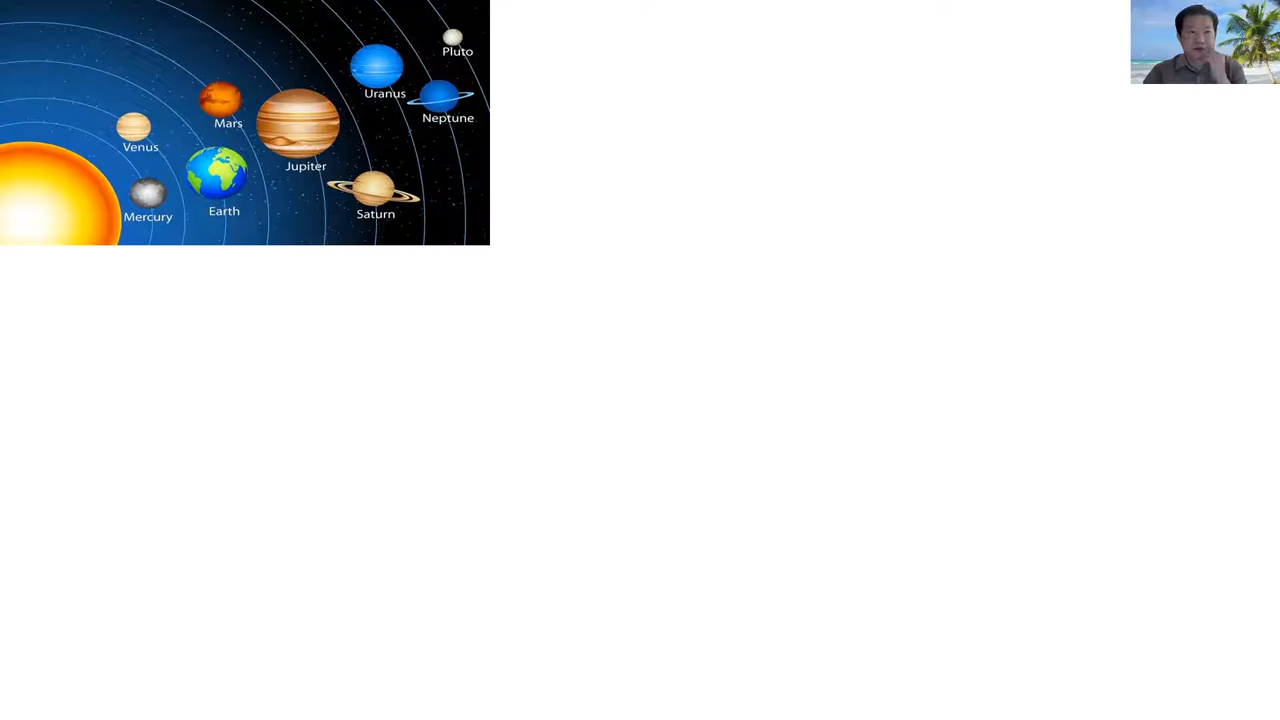 Pluto
Uranus
Neptune
Mars
Venus
Jupiter
Earth
Saturn
Mercury